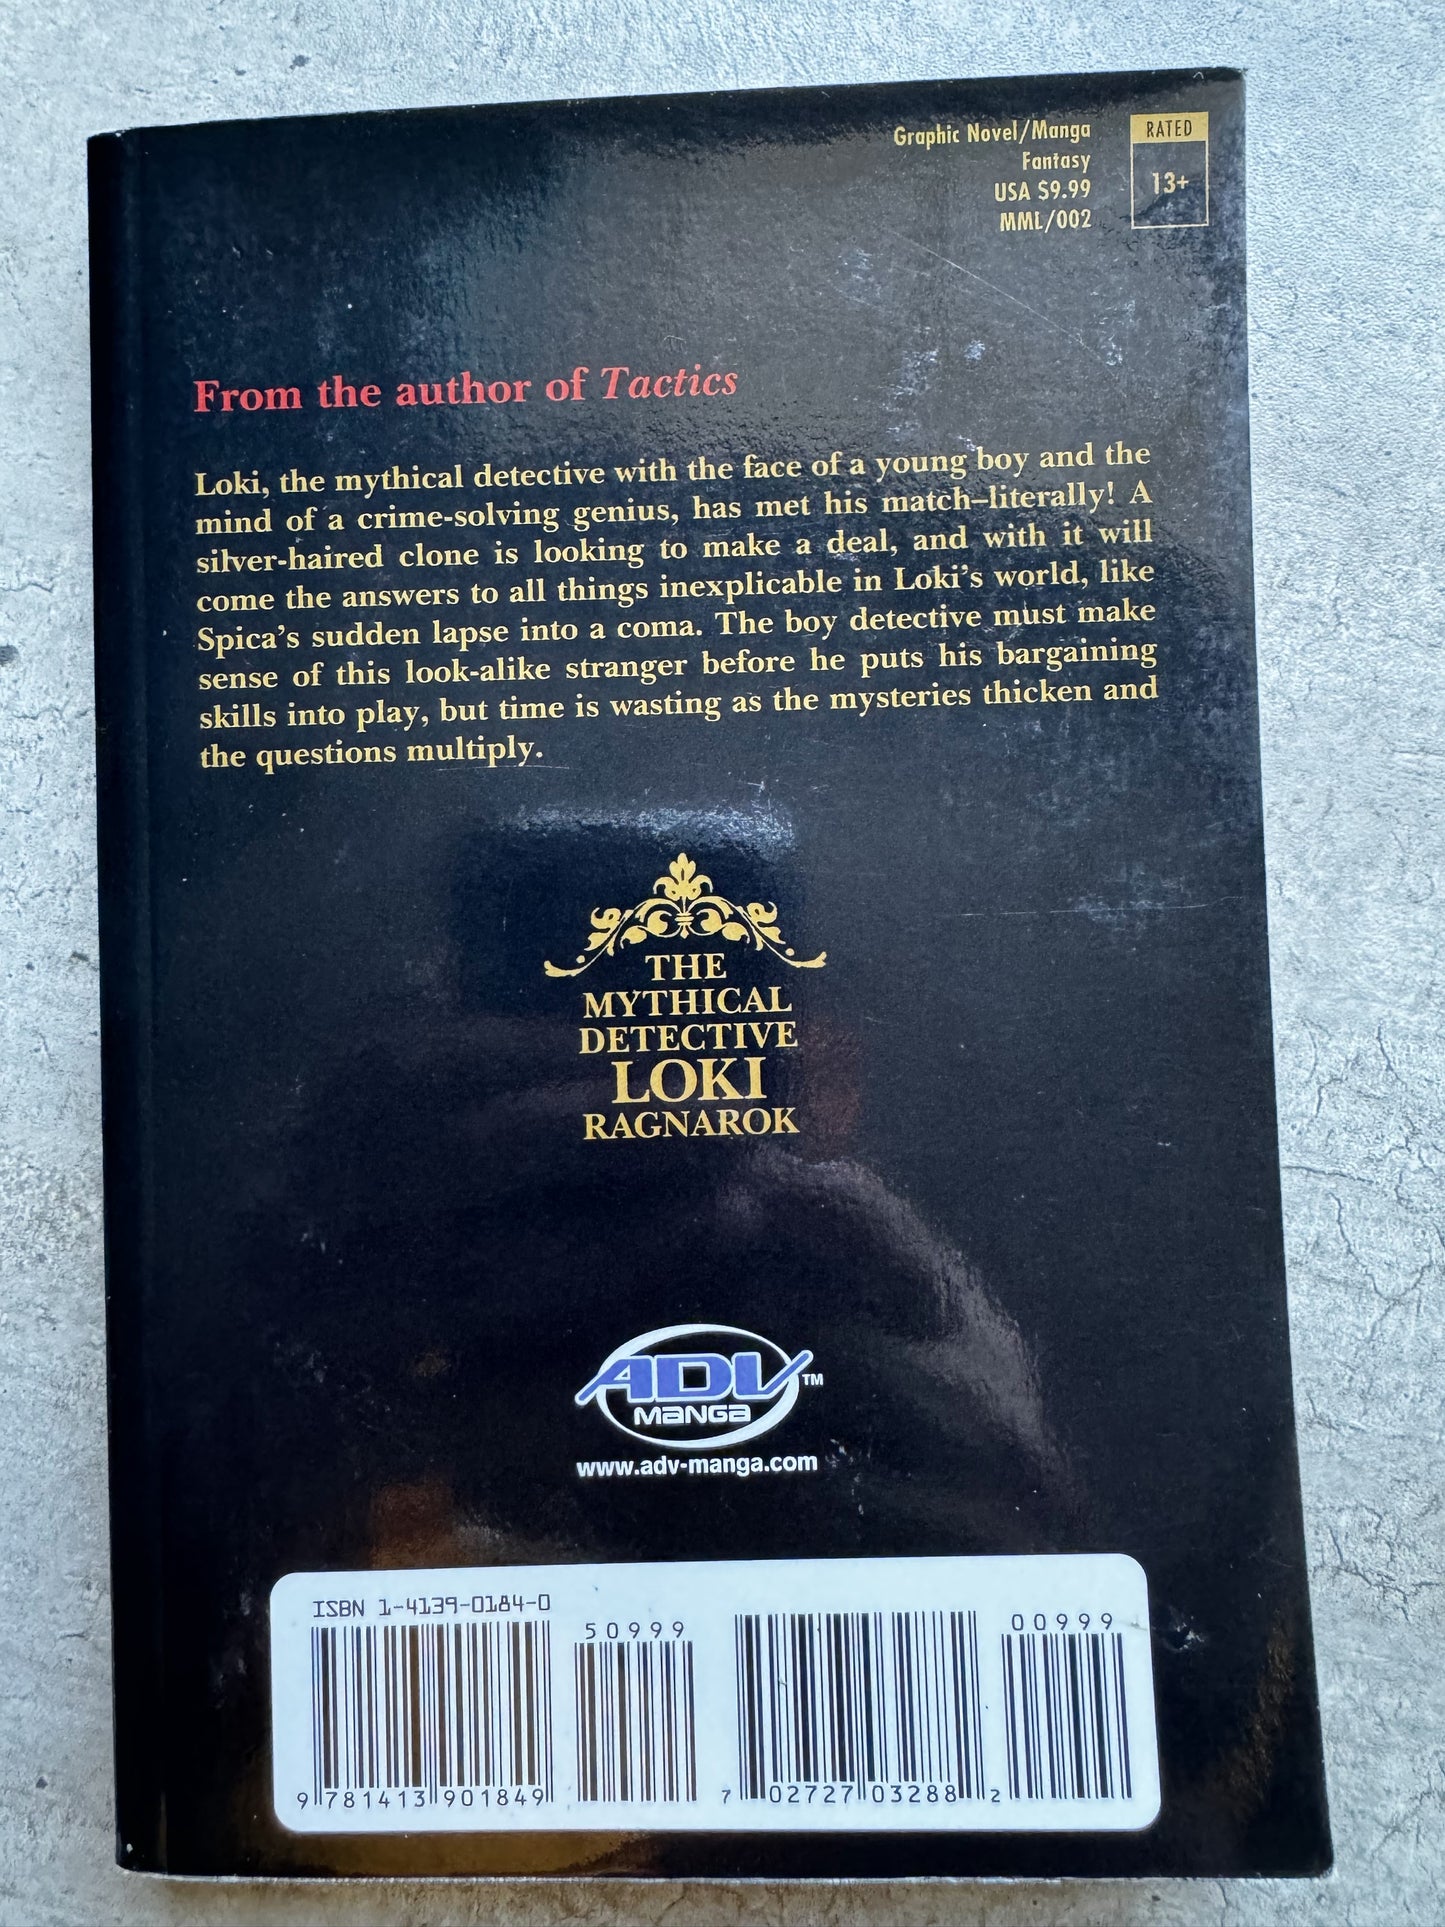 Graphic Novel/Manga
Fantasy
USA $9.99
MML/002
RATED
13+
From the author of Tactics
Loki, the mythical detective with the face of a young boy and the
mind of a crime-solving genius, has met his match–literally! A
silver-haired clone is looking to make a deal, and with it will
come the answers to all things inexplicable in Loki's world, like
Spica's sudden lapse into a coma. The boy detective must make
sense of this look-alike stranger before he puts his bargaining
skills into play, but time is wasting as the mysteries thicken and
the questions multiply.
THE
MYTHICAL
DETECTIVE
LOKI
RAGNAROK
ADV™
MANGA
www.adv-manga.com
ISBN 1-4139-0184-0
50999
00999
9 781413 901849
7 02727 03288 2